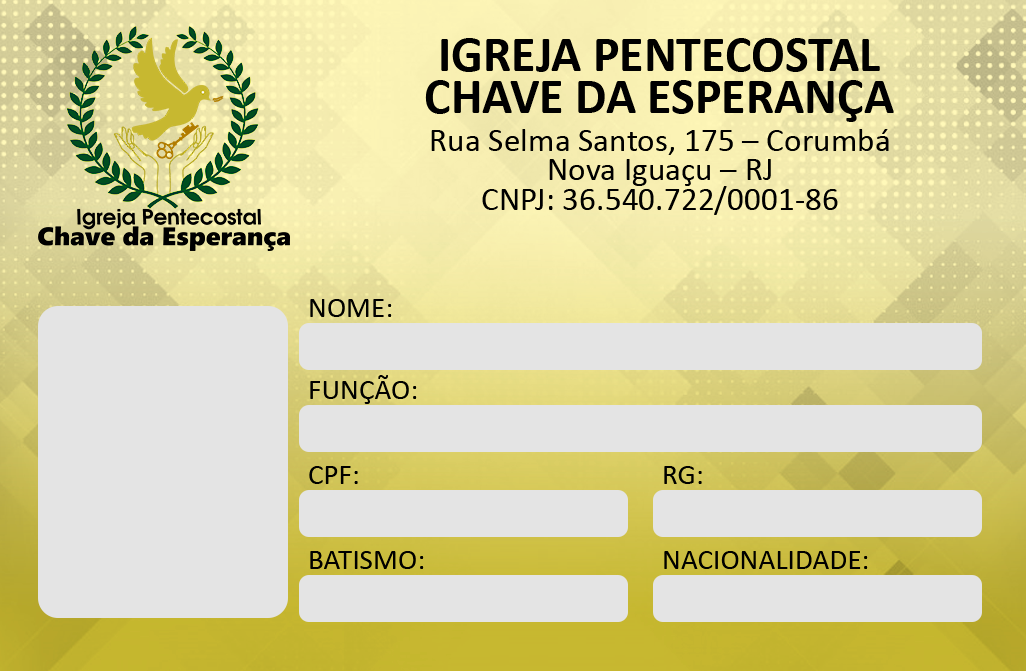 Igreja Pentecostal
Chave da Esperança
IGREJA PENTECOSTAL
CHAVE DA ESPERANÇA
Rua Selma Santos, 175 – Corumbá
Nova Iguaçu – RJ
CNPJ: 36.540.722/0001-86
NOME:
FUNÇÃO:
CPF:
RG:
BATISMO:
NACIONALIDADE: